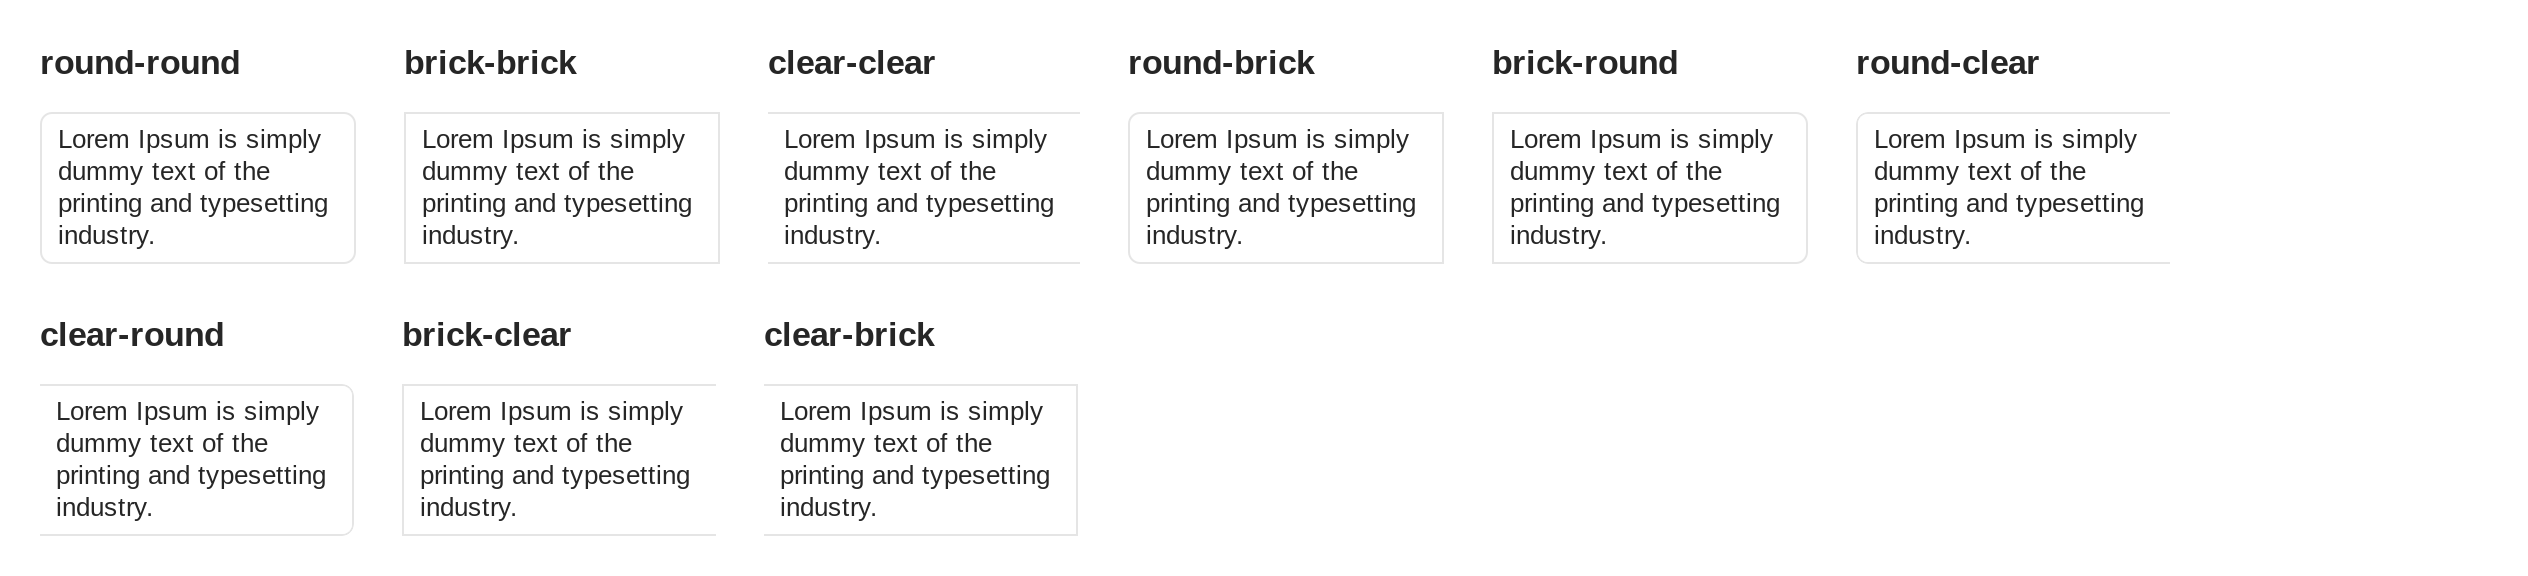 round-round
Lorem Ipsum is simply
dummy text of the
printing and typesetting
industry.
brick-brick
Lorem Ipsum is simply
dummy text of the
printing and typesetting
industry.
clear-clear
Lorem Ipsum is simply
dummy text of the
printing and typesetting
industry.
round-brick
Lorem Ipsum is simply
dummy text of the
printing and typesetting
industry.
brick-round
Lorem Ipsum is simply
dummy text of the
printing and typesetting
industry.
round-clear
Lorem Ipsum is simply
dummy text of the
printing and typesetting
industry.
clear-round
Lorem Ipsum is simply
dummy text of the
printing and typesetting
industry.
brick-clear
Lorem Ipsum is simply
dummy text of the
printing and typesetting
industry.
clear-brick
Lorem Ipsum is simply
dummy text of the
printing and typesetting
industry.